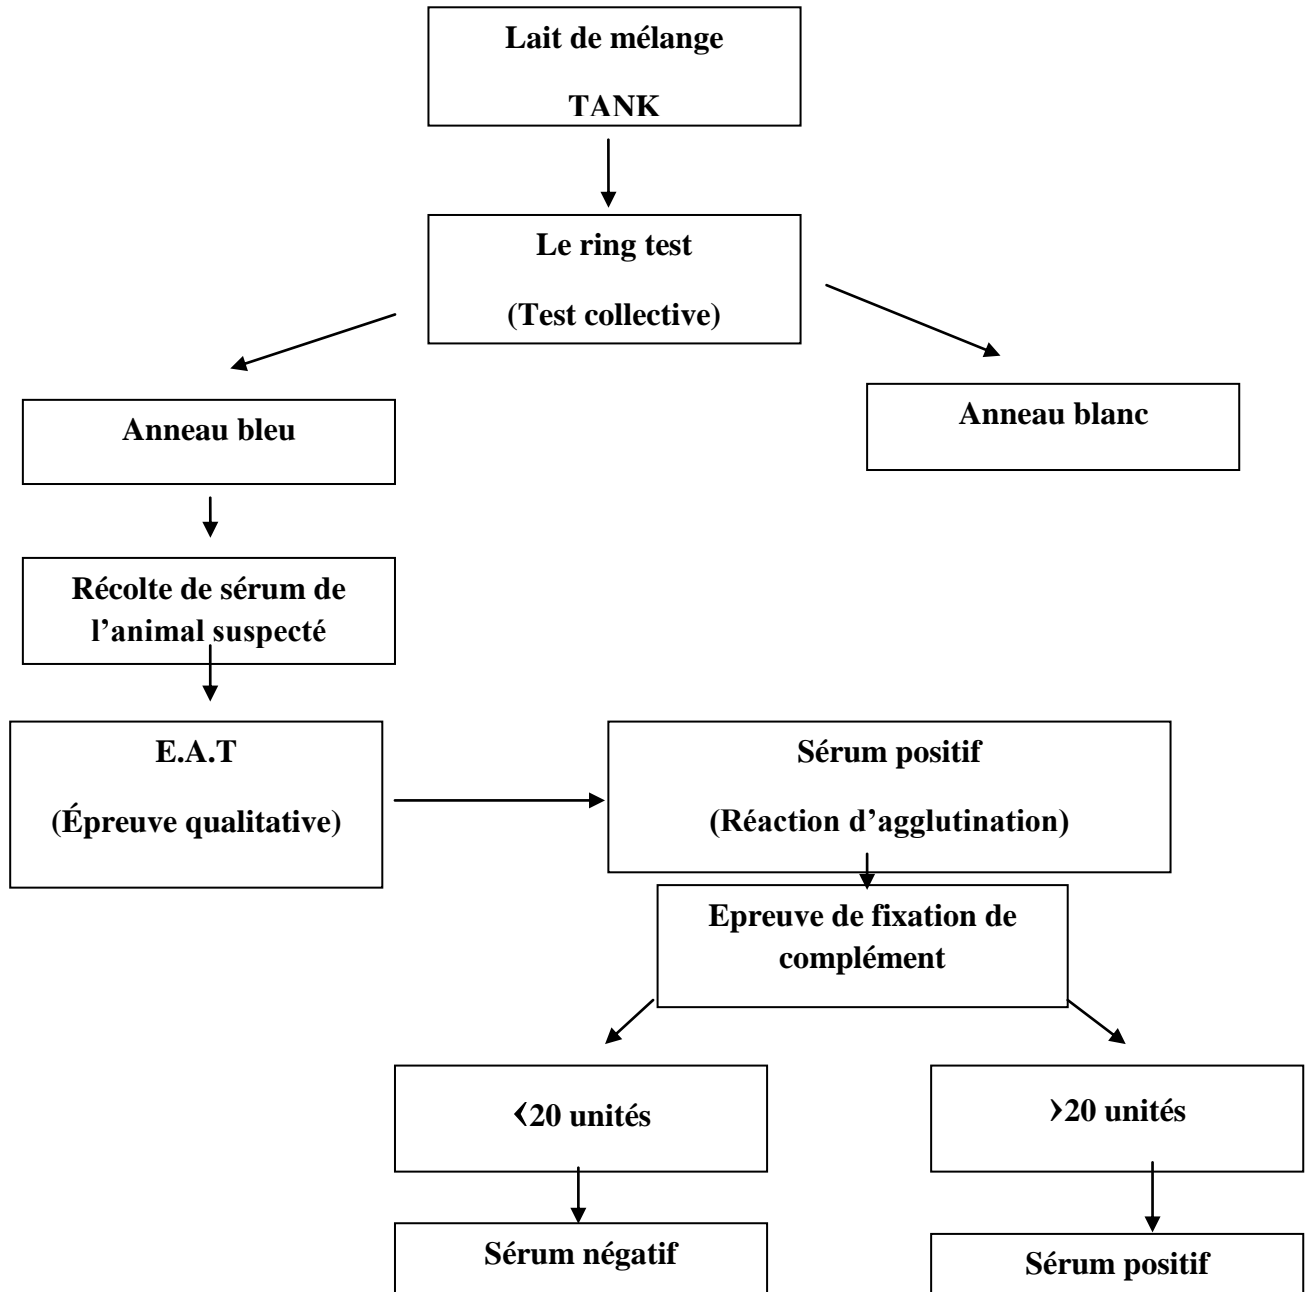 Lait de mélange
TANK
Le ring test
(Test collective)
Anneau bleu
Anneau blanc
Récolte de sérum de
l’animal suspecté
E.A.T
(Épreuve qualitative)
Sérum positif
(Réaction d’agglutination)
Epreuve de fixation de
complément
‹20 unités
›20 unités
Sérum négatif
Sérum positif